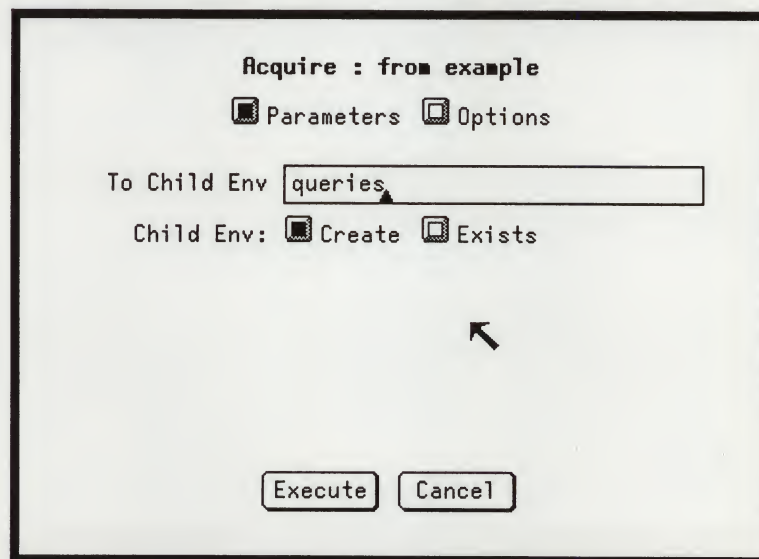 Acquire : from example
Parameters Options
To Child Env queries
Child Env: Create Exists
Execute Cancel